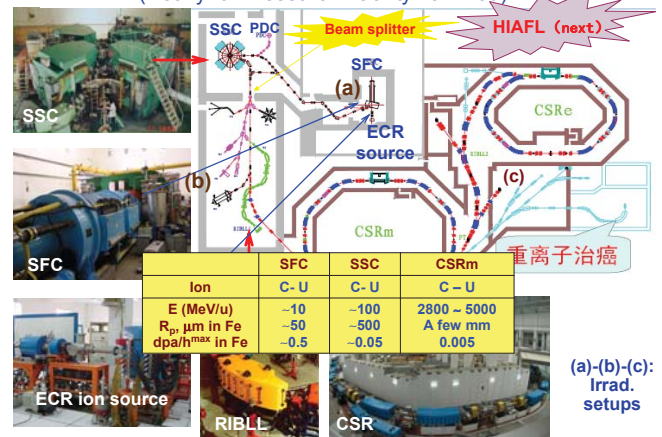 SSC
PDC
Beam splitter
HIAFL (next)
SFC
(a)
CSRe
ECR
source
SSC
(b)
RIBLL2
(c)
SFC
RIBLL1
CSRm
重离子治癌
SFC SSC CSRm
Ion C- U C- U C – U
E (MeV/u) ~10 ~100 2800 ~ 5000
Rp, μm in Fe ~50 ~500 A few mm
dpa/hmax in Fe ~0.5 ~0.05 0.005
(a)-(b)-(c):
Irrad.
setups
ECR ion source
RIBLL
CSR